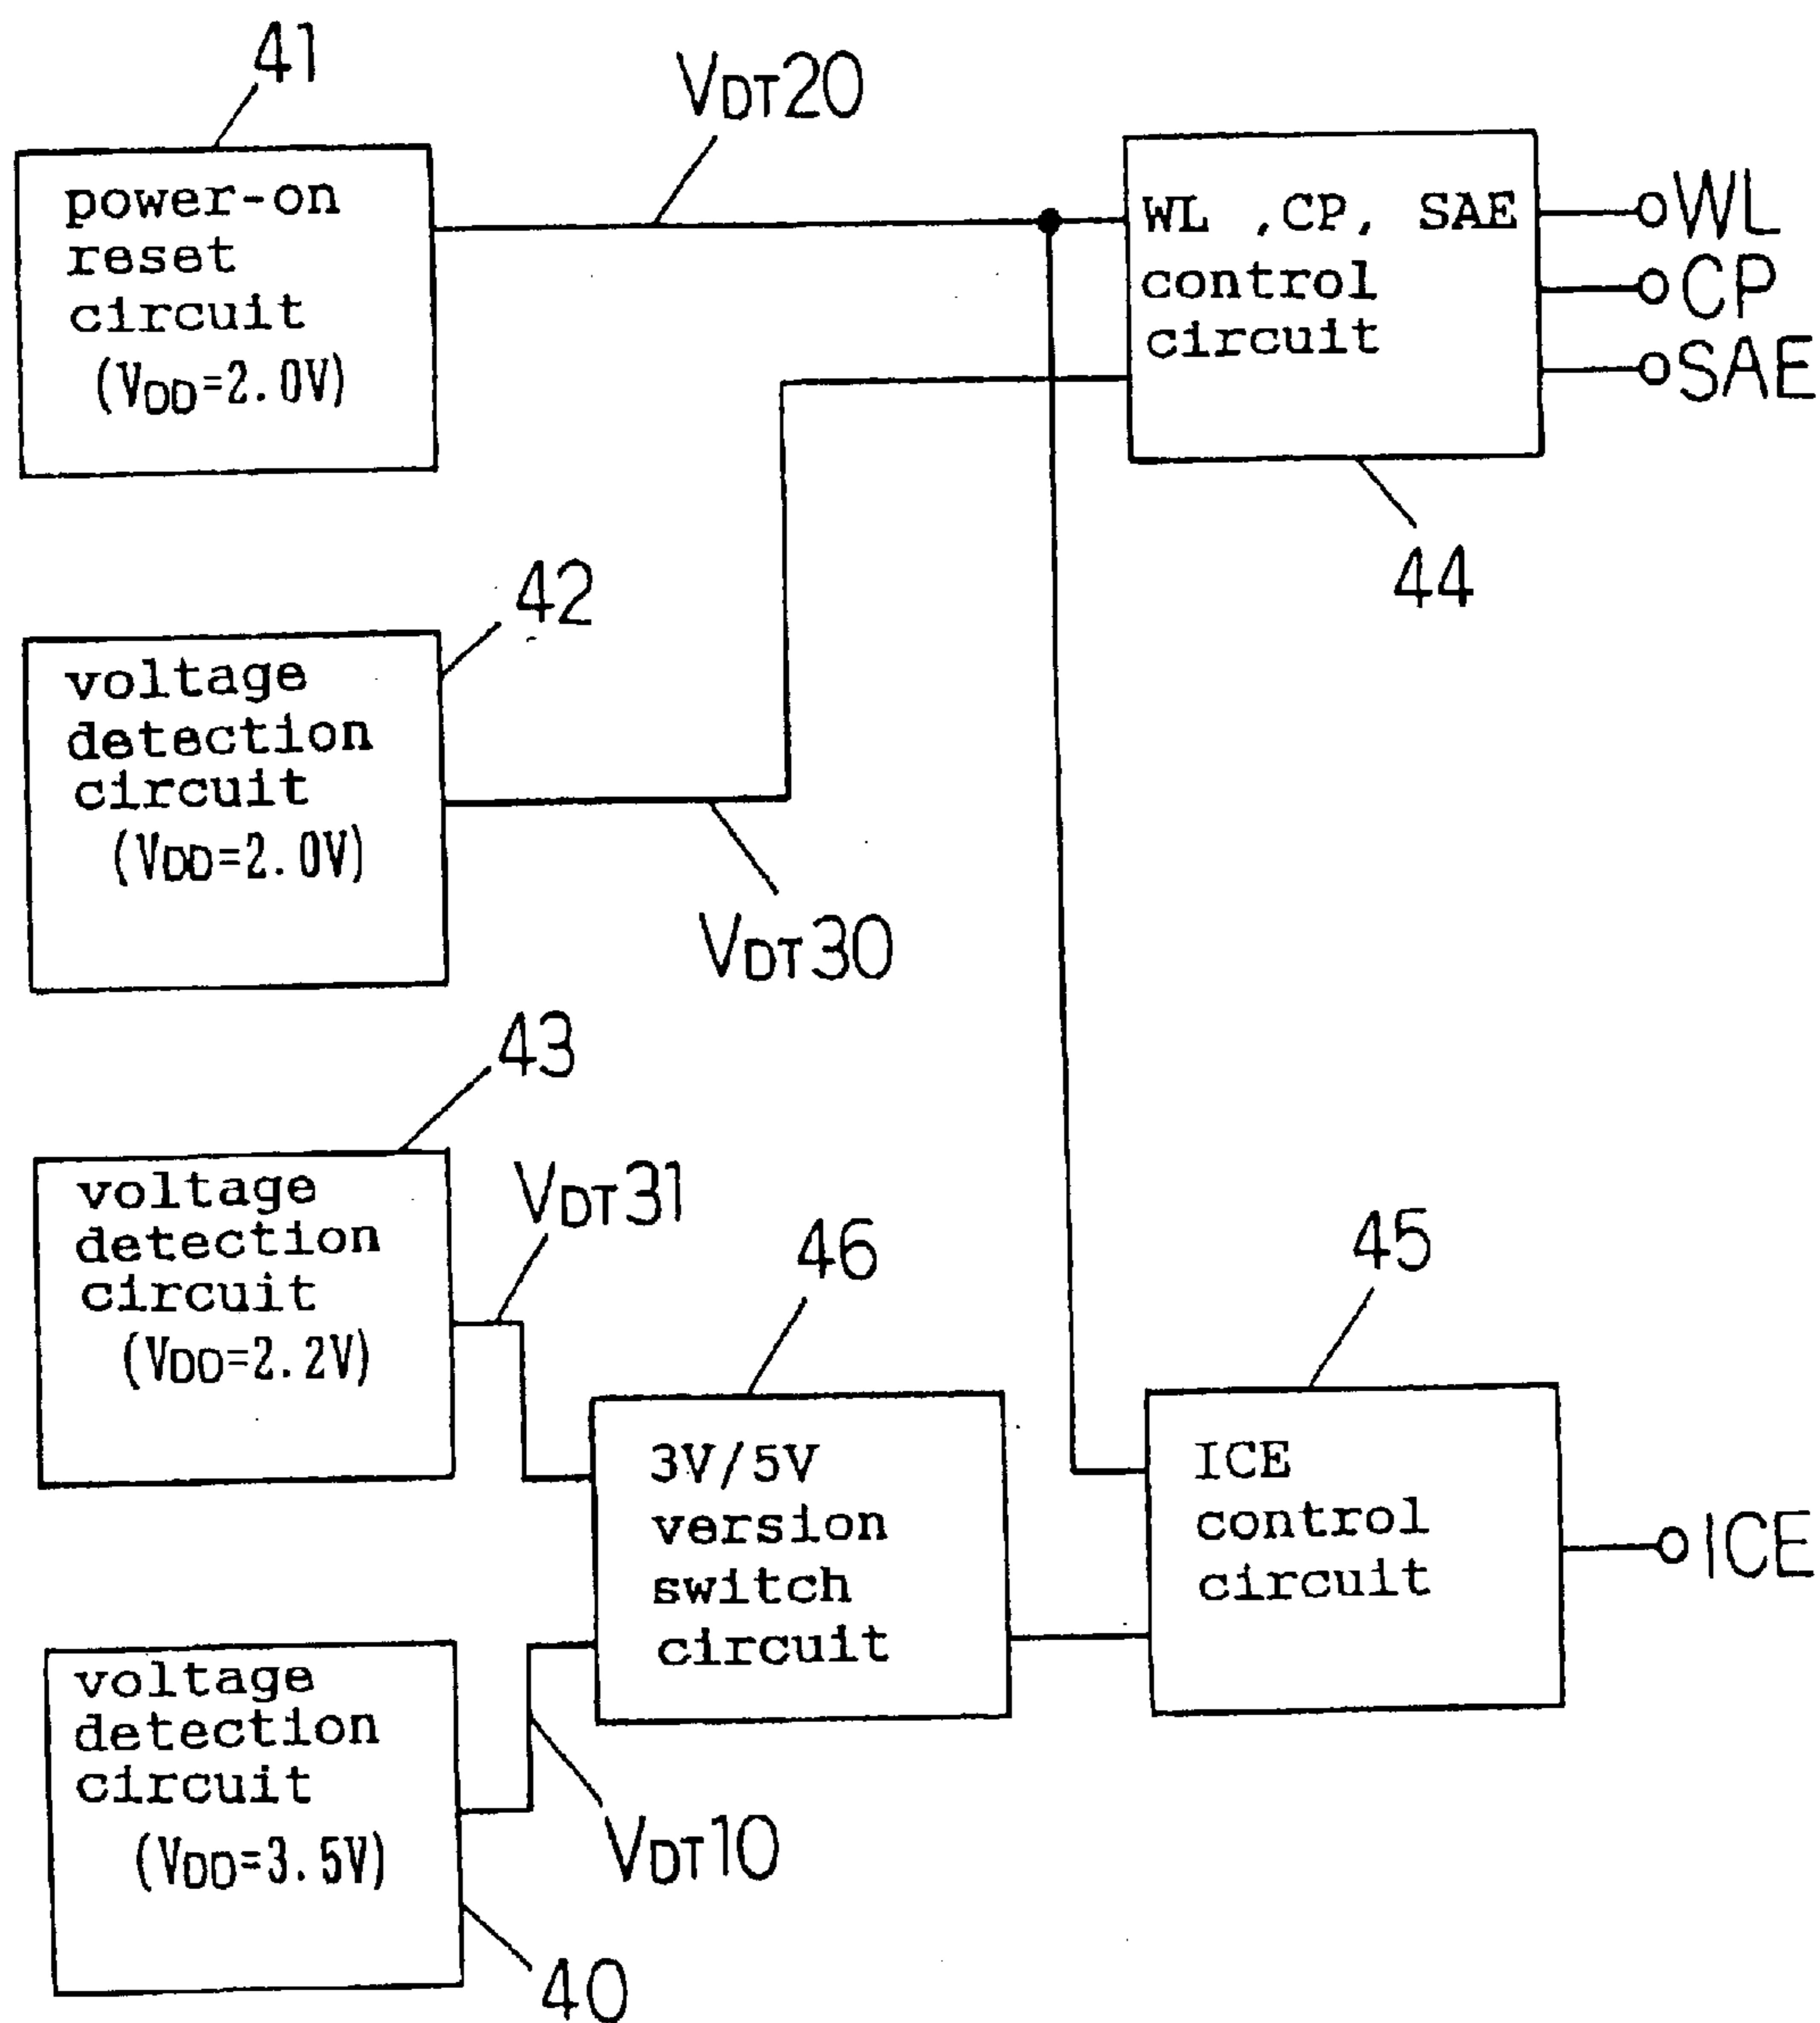 41
VDT20
power-on
reset
circuit
(VDD=2.0V)
WL ,CP, SAE
control
circuit
WL
CP
SAE
44
42
voltage
detection
circuit
(VDD=2.0V)
VDT30
43
voltage
detection
circuit
(VDD=2.2V)
VDT31
46
45
3V/5V
version
switch
circuit
ICE
control
circuit
ICE
voltage
detection
circuit
(VDD=3.5V)
VDT10
40